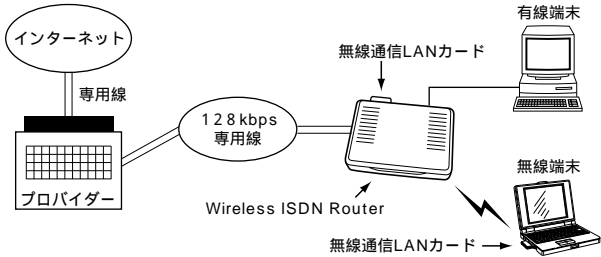 インターネット
専用線
プロバイダー
128kbps
専用線
無線通信LANカード
Wireless ISDN Router
有線端末
無線端末
無線通信LANカード